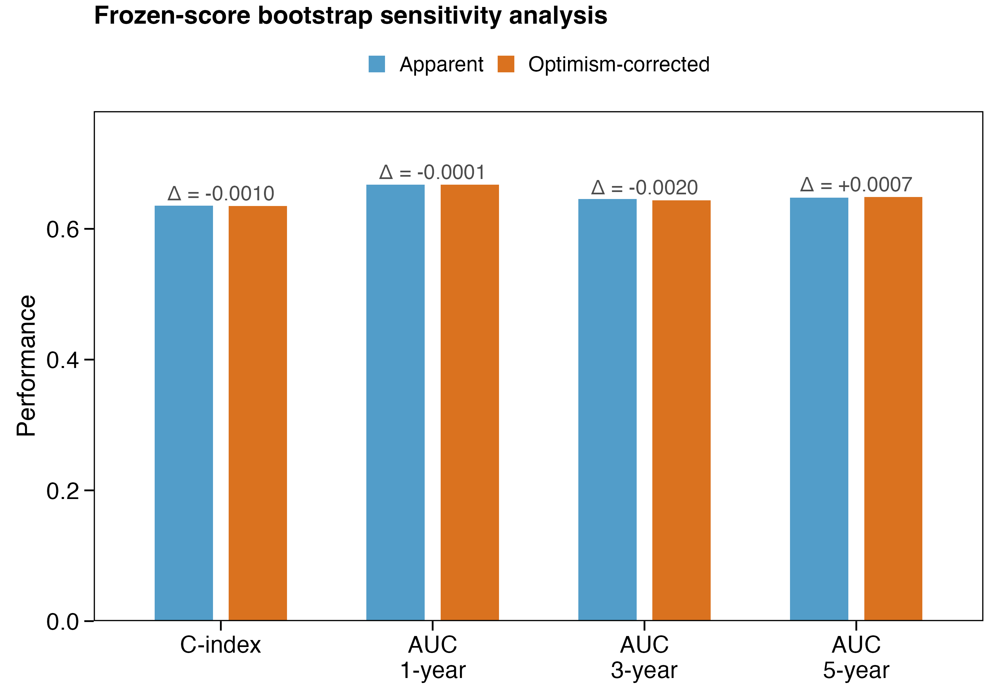 Frozen-score bootstrap sensitivity analysis
Apparent Optimism-corrected
Δ = -0.0010
Δ = -0.0001
Δ = -0.0020
Δ = +0.0007
Performance
0.6
0.4
0.2
0.0
C-index
AUC
1-year
AUC
3-year
AUC
5-year